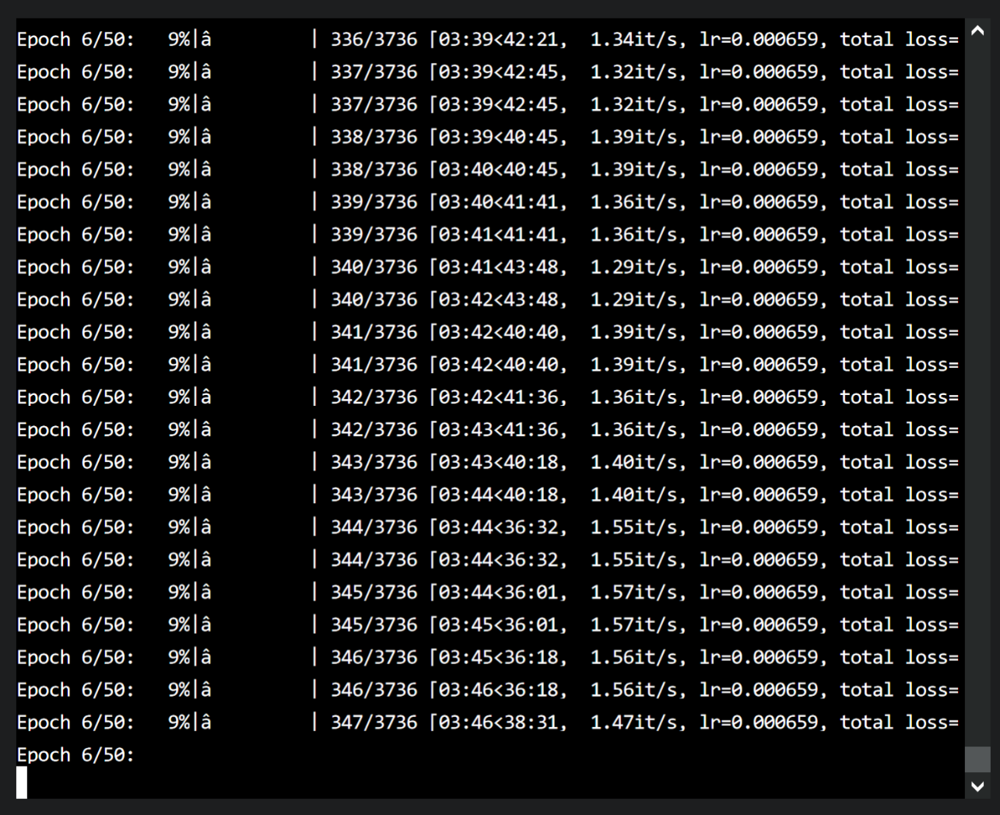 Epoch 6/50:   9%|â         | 336/3736 [03:39<42:21,  1.34it/s, lr=0.000659, total loss=
Epoch 6/50:   9%|â         | 337/3736 [03:39<42:45,  1.32it/s, lr=0.000659, total loss=
Epoch 6/50:   9%|â         | 337/3736 [03:39<42:45,  1.32it/s, lr=0.000659, total loss=
Epoch 6/50:   9%|â         | 338/3736 [03:39<40:45,  1.39it/s, lr=0.000659, total loss=
Epoch 6/50:   9%|â         | 338/3736 [03:40<40:45,  1.39it/s, lr=0.000659, total loss=
Epoch 6/50:   9%|â         | 339/3736 [03:40<41:41,  1.36it/s, lr=0.000659, total loss=
Epoch 6/50:   9%|â         | 339/3736 [03:41<41:41,  1.36it/s, lr=0.000659, total loss=
Epoch 6/50:   9%|â         | 340/3736 [03:41<43:48,  1.29it/s, lr=0.000659, total loss=
Epoch 6/50:   9%|â         | 340/3736 [03:42<43:48,  1.29it/s, lr=0.000659, total loss=
Epoch 6/50:   9%|â         | 341/3736 [03:42<40:40,  1.39it/s, lr=0.000659, total loss=
Epoch 6/50:   9%|â         | 341/3736 [03:42<40:40,  1.39it/s, lr=0.000659, total loss=
Epoch 6/50:   9%|â         | 342/3736 [03:42<41:36,  1.36it/s, lr=0.000659, total loss=
Epoch 6/50:   9%|â         | 342/3736 [03:43<41:36,  1.36it/s, lr=0.000659, total loss=
Epoch 6/50:   9%|â         | 343/3736 [03:43<40:18,  1.40it/s, lr=0.000659, total loss=
Epoch 6/50:   9%|â         | 343/3736 [03:44<40:18,  1.40it/s, lr=0.000659, total loss=
Epoch 6/50:   9%|â         | 344/3736 [03:44<36:32,  1.55it/s, lr=0.000659, total loss=
Epoch 6/50:   9%|â         | 344/3736 [03:44<36:32,  1.55it/s, lr=0.000659, total loss=
Epoch 6/50:   9%|â         | 345/3736 [03:44<36:01,  1.57it/s, lr=0.000659, total loss=
Epoch 6/50:   9%|â         | 345/3736 [03:45<36:01,  1.57it/s, lr=0.000659, total loss=
Epoch 6/50:   9%|â         | 346/3736 [03:45<36:18,  1.56it/s, lr=0.000659, total loss=
Epoch 6/50:   9%|â         | 346/3736 [03:46<36:18,  1.56it/s, lr=0.000659, total loss=
Epoch 6/50:   9%|â         | 347/3736 [03:46<38:31,  1.47it/s, lr=0.000659, total loss=
Epoch 6/50: